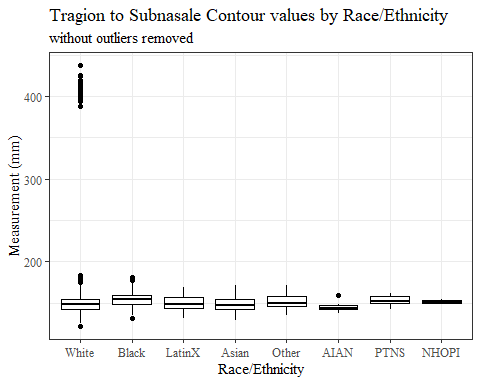 Tragion to Subnasale Contour values by Race/Ethnicity
without outliers removed
Measurement (mm)
400
200
White Black LatinX Asian Other AIAN PTNS NHOPI
Race/Ethnicity